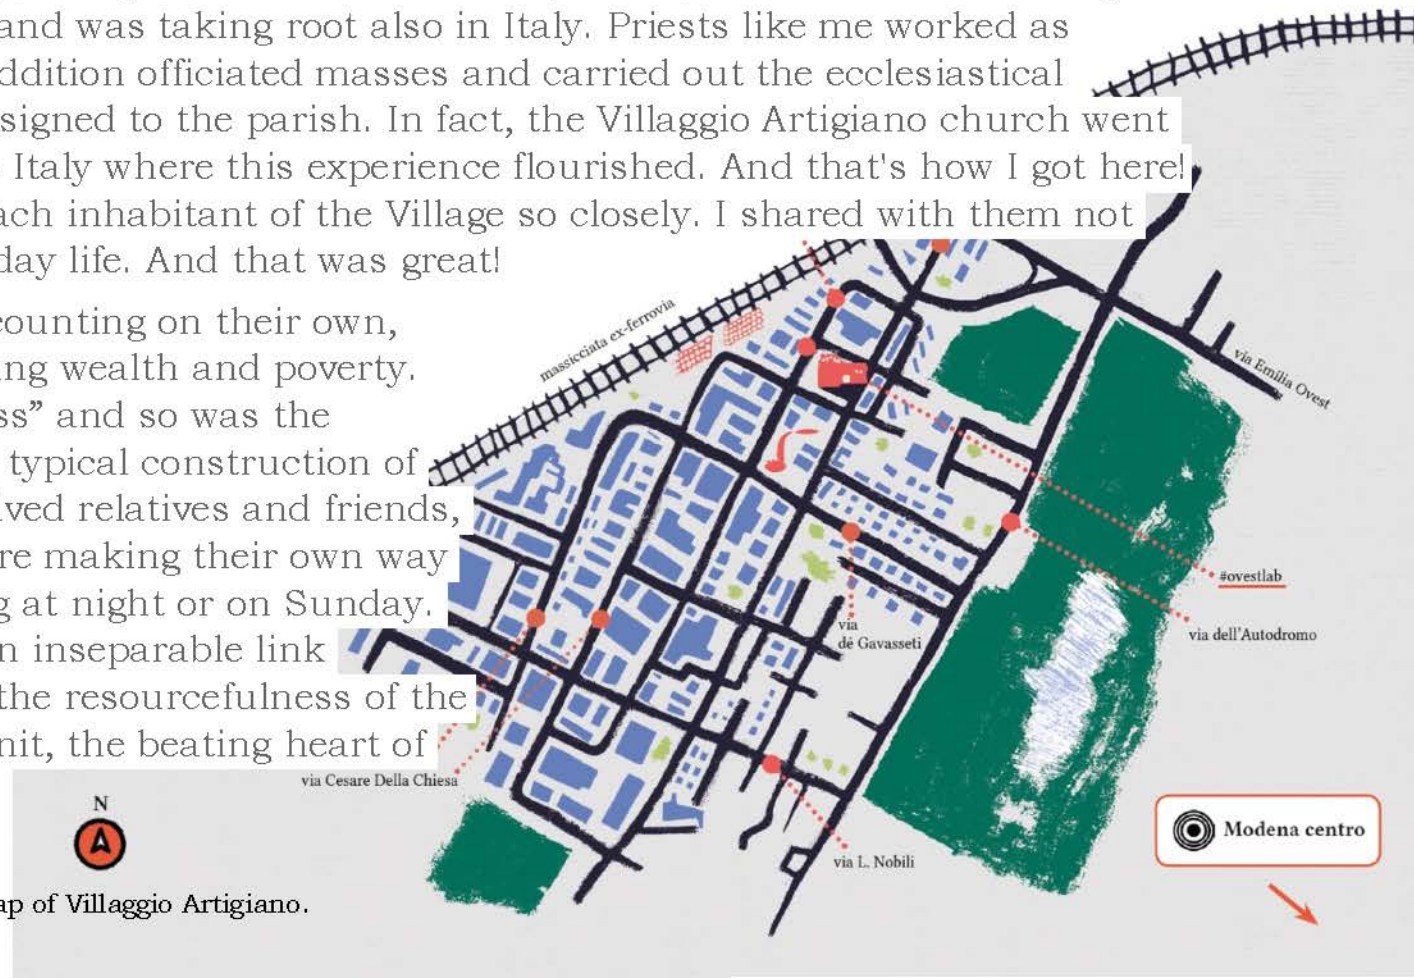 and was taking root also in Italy. Priests like me worked as
ddition officiated masses and carried out the ecclesiastical
signed to the parish. In fact, the Villaggio Artigiano church went
Italy where this experience flourished. And that's how I got here!
ach inhabitant of the Village so closely. I shared with them not
day life. And that was great!
counting on their own,
ing wealth and poverty.
ss” and so was the
typical construction of
ved relatives and friends,
re making their own way
g at night or on Sunday.
n inseparable link
the resourcefulness of the
nit, the beating heart of
massicciata ex-ferrovia
via Emilia Ovest
#ovestlab
via dell'Autodromo
via
dé Gavasseti
via Cesare Della Chiesa
via L. Nobili
N
Modena centro
ap of Villaggio Artigiano.